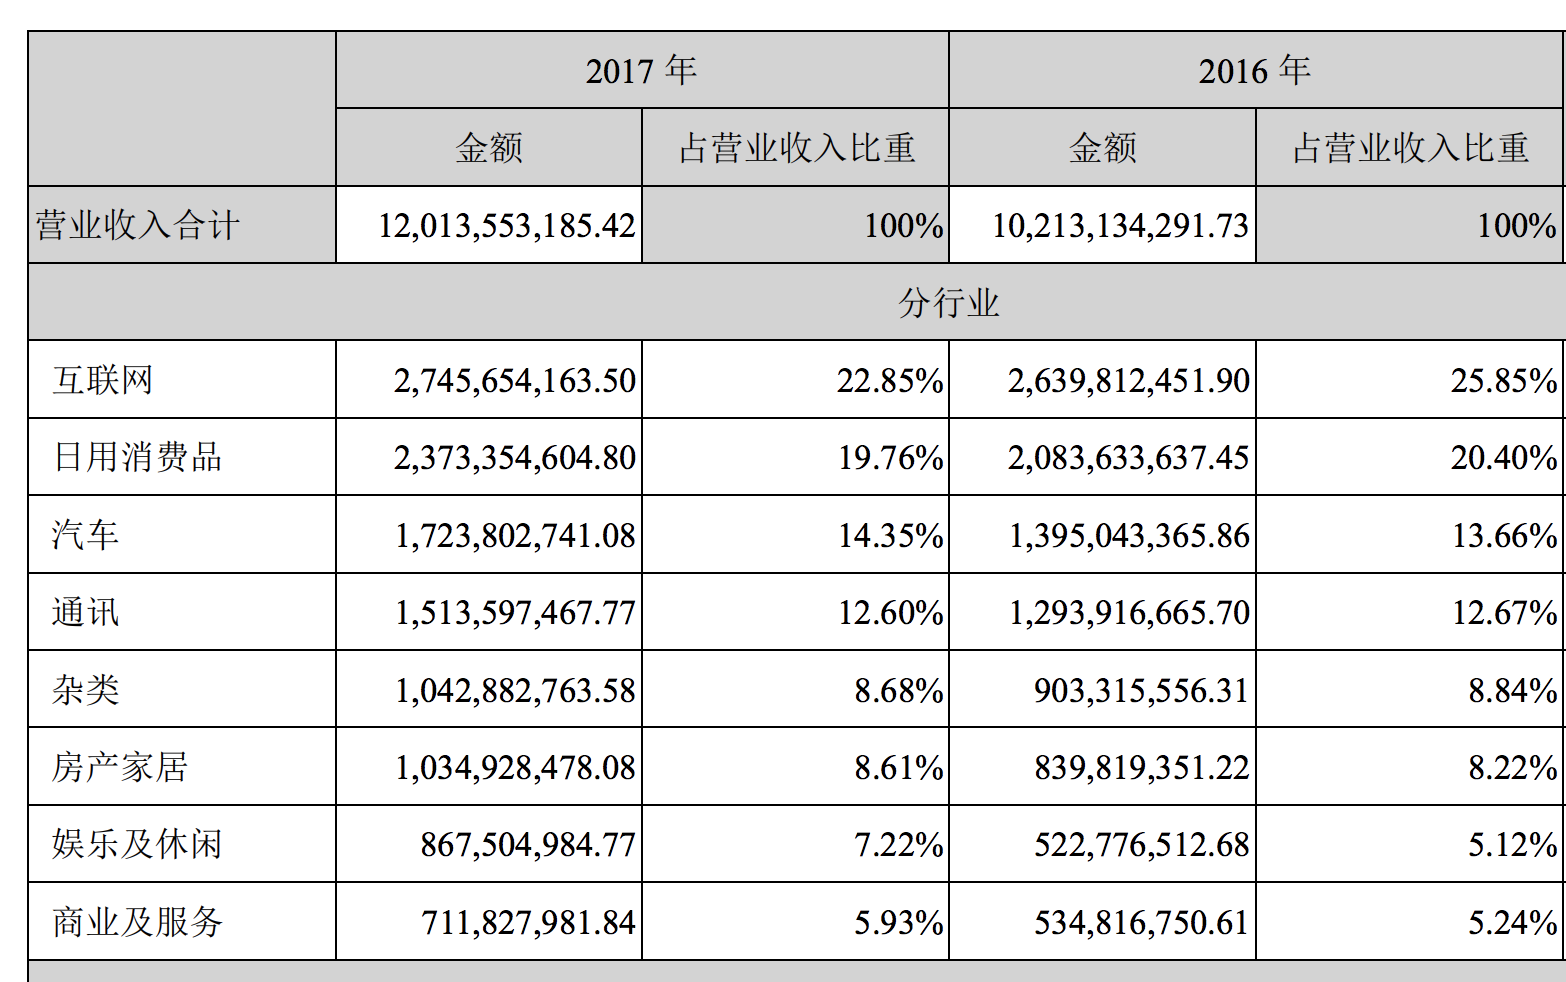 2017 年 2016 年
金额 占营业收入比重 金额 占营业收入比重
营业收入合计 12,013,553,185.42 100% 10,213,134,291.73 100%
分行业
互联网 2,745,654,163.50 22.85% 2,639,812,451.90 25.85%
日用消费品 2,373,354,604.80 19.76% 2,083,633,637.45 20.40%
汽车 1,723,802,741.08 14.35% 1,395,043,365.86 13.66%
通讯 1,513,597,467.77 12.60% 1,293,916,665.70 12.67%
杂类 1,042,882,763.58 8.68% 903,315,556.31 8.84%
房产家居 1,034,928,478.08 8.61% 839,819,351.22 8.22%
娱乐及休闲 867,504,984.77 7.22% 522,776,512.68 5.12%
商业及服务 711,827,981.84 5.93% 534,816,750.61 5.24%